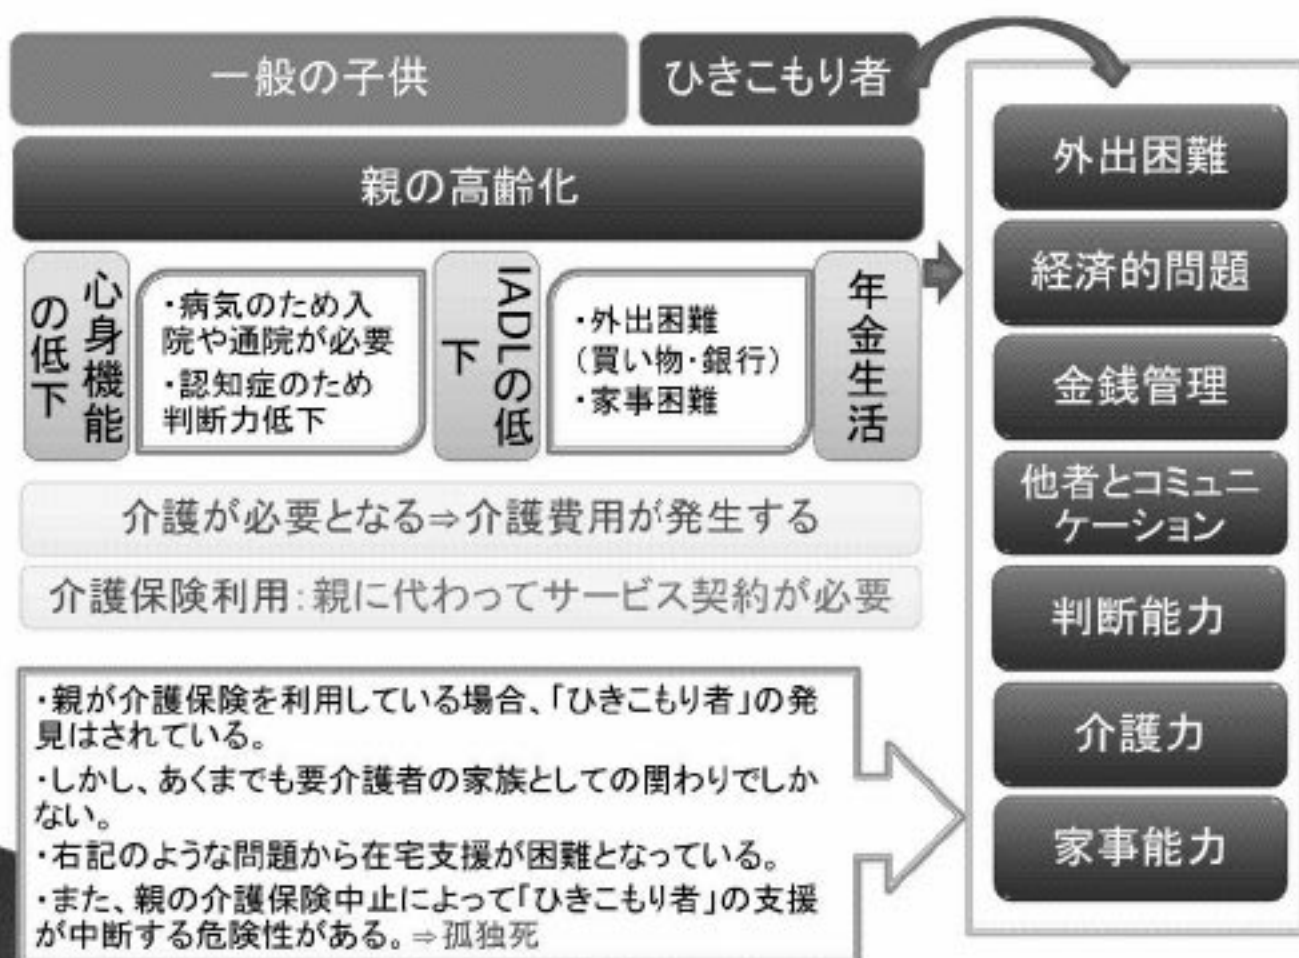 一般の子供
ひきこもり者
親の高齢化
心身機能
の低下
・病気のため入
院や通院が必要
・認知症のため
判断力低下
IADLの低
下
・外出困難
(買い物・銀行)
・家事困難
年金生活
介護が必要となる⇒介護費用が発生する
介護保険利用:親に代わってサービス契約が必要
・親が介護保険を利用している場合、「ひきこもり者」の発
見はされている。
・しかし、あくまでも要介護者の家族としての関わりでしか
ない。
・右記のような問題から在宅支援が困難となっている。
・また、親の介護保険中止によって「ひきこもり者」の支援
が中断する危険性がある。⇒孤独死
外出困難
経済的問題
金銭管理
他者とコミュニ
ケーション
判断能力
介護力
家事能力